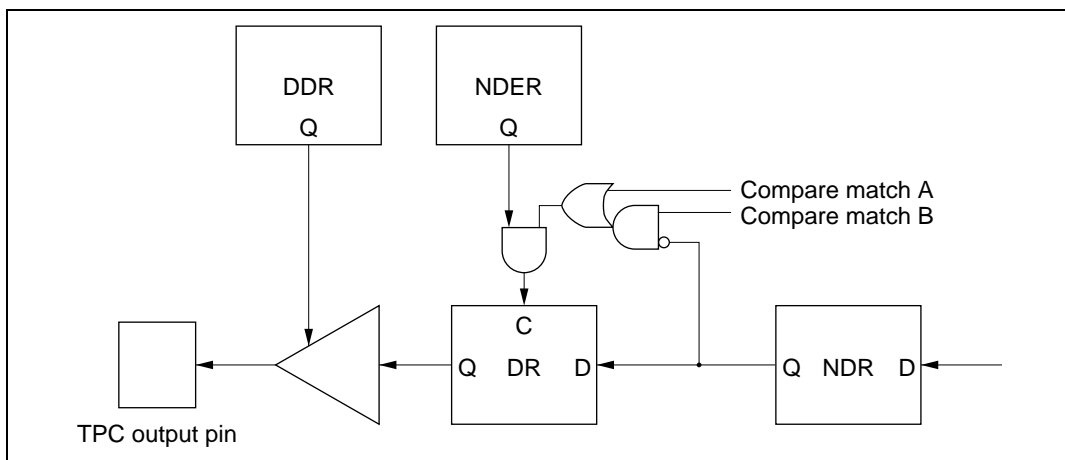 DDR
Q
NDER
Q
Compare match A
Compare match B
C
Q DR D
Q NDR D
TPC output pin